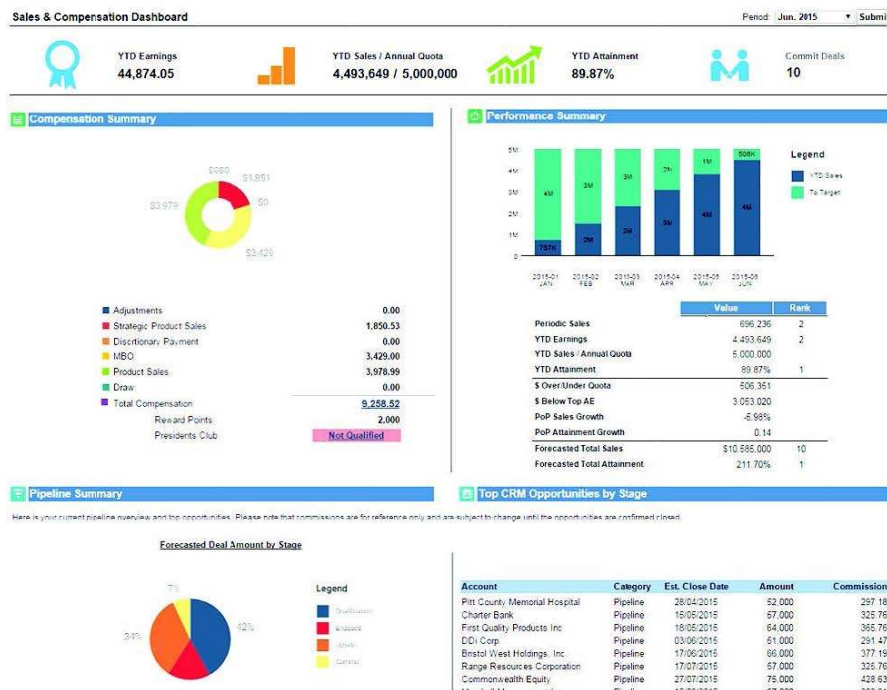 Sales & Compensation Dashboard
Period: Jun. 2015
Submi
YTD Earnings
44,874.05
YTD Sales / Annual Quota
4,493,649 / 5,000,000
YTD Attainment
89.87%
Commit Deals
10
Compensation Summary
$1,851
$0
$3,979
$3,429
Adjustments 0.00
Strategic Product Sales 1,850.53
Discrtionary Payment 0.00
MBO 3,429.00
Product Sales 3,978.99
Draw 0.00
Total Compensation 9,258.52
Reward Points 2,000
Presidents Club Not Qualified
Performance Summary
5M
4M
3M
2M
1M
0
4M 3M 3M 2M 1M 506K
737K 2M 2M 3M 4M 4M
2015-01 2015-02 2015-03 2015-04 2015-05 2015-06
JAN FEB MAR APR MAY JUN
Legend
YTD Sales
To Target
Value Rank
Periodic Sales 696,236 2
YTD Earnings 4,493,649 2
YTD Sales / Annual Quota 5,000,000
YTD Attainment 89.87% 1
$ Over/Under Quota 506,351
$ Below Top AE 3,053,020
PoP Sales Growth -5.98%
PoP Attainment Growth 0.14
Forecasted Total Sales $10,585,000 10
Forecasted Total Attainment 211.70% 1
Pipeline Summary
Here is your current pipeline overview and top opportunities. Please note that commissions are for reference only and are subject to change until the opportunities are confirmed closed.
Forecasted Deal Amount by Stage
7%
34%
42%
Legend
Qualification
Top CRM Opportunities by Stage
Account Category Est. Close Date Amount Commission
Pitt County Memorial Hospital Pipeline 28/04/2015 52,000 297.18
Charter Bank Pipeline 15/05/2015 57,000 325.76
First Quality Products Inc Pipeline 18/05/2015 64,000 365.76
DDi Corp. Pipeline 03/06/2015 51,000 291.47
Bristol West Holdings, Inc. Pipeline 17/06/2015 66,000 377.19
Range Resources Corporation Pipeline 17/07/2015 57,000 325.76
Commonwealth Equity Pipeline 27/07/2015 75,000 428.63